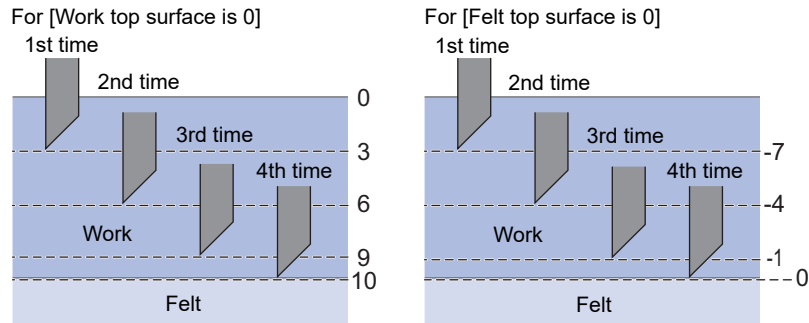 For [Work top surface is 0]
1st time
2nd time
3rd time
4th time
0
3
6
9
10
Work
Felt
For [Felt top surface is 0]
1st time
2nd time
3rd time
4th time
-7
-4
-1
0
Work
Felt